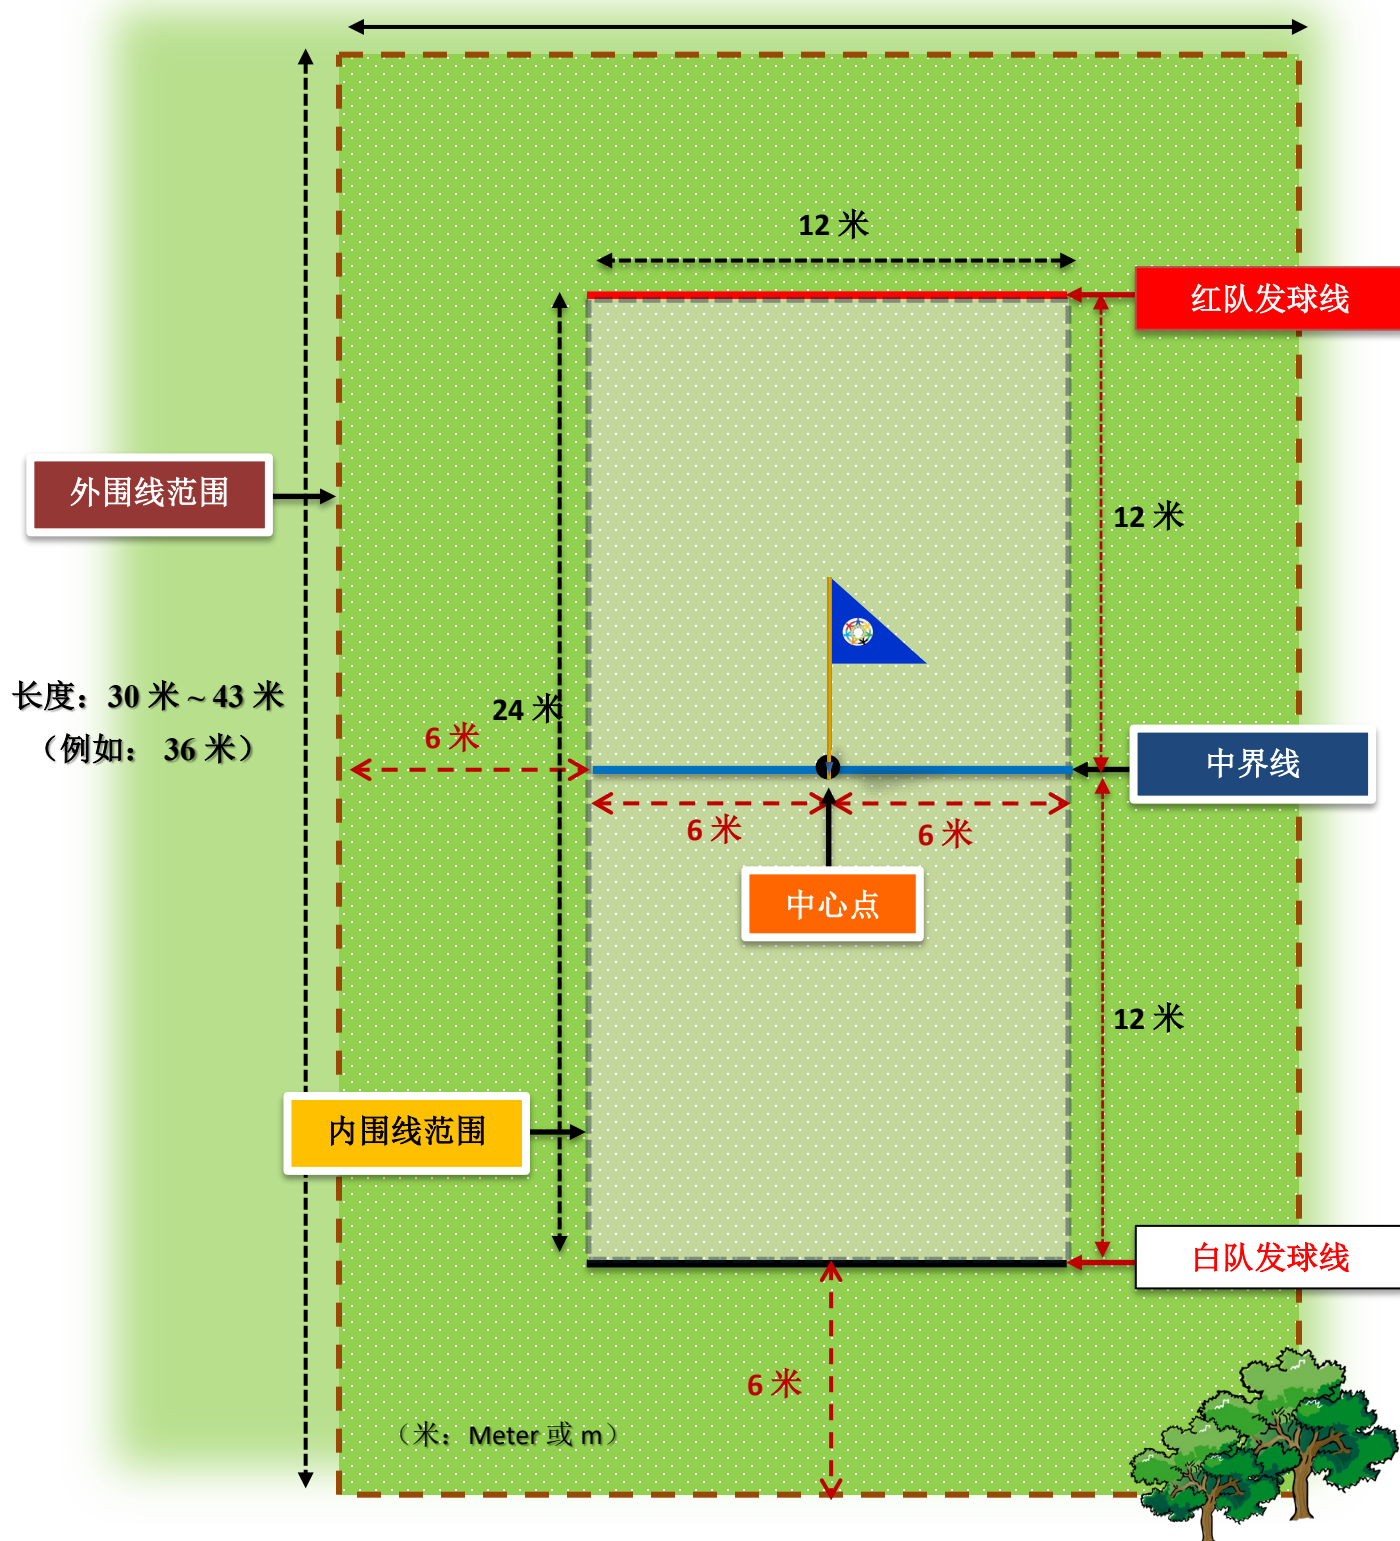 12 米
红队发球线
外围线范围
12 米
长度：30 米 ~ 43 米
（例如： 36 米）
24 米
6 米
中界线
6 米
6 米
中心点
12 米
内围线范围
白队发球线
6 米
（米：Meter 或 m）